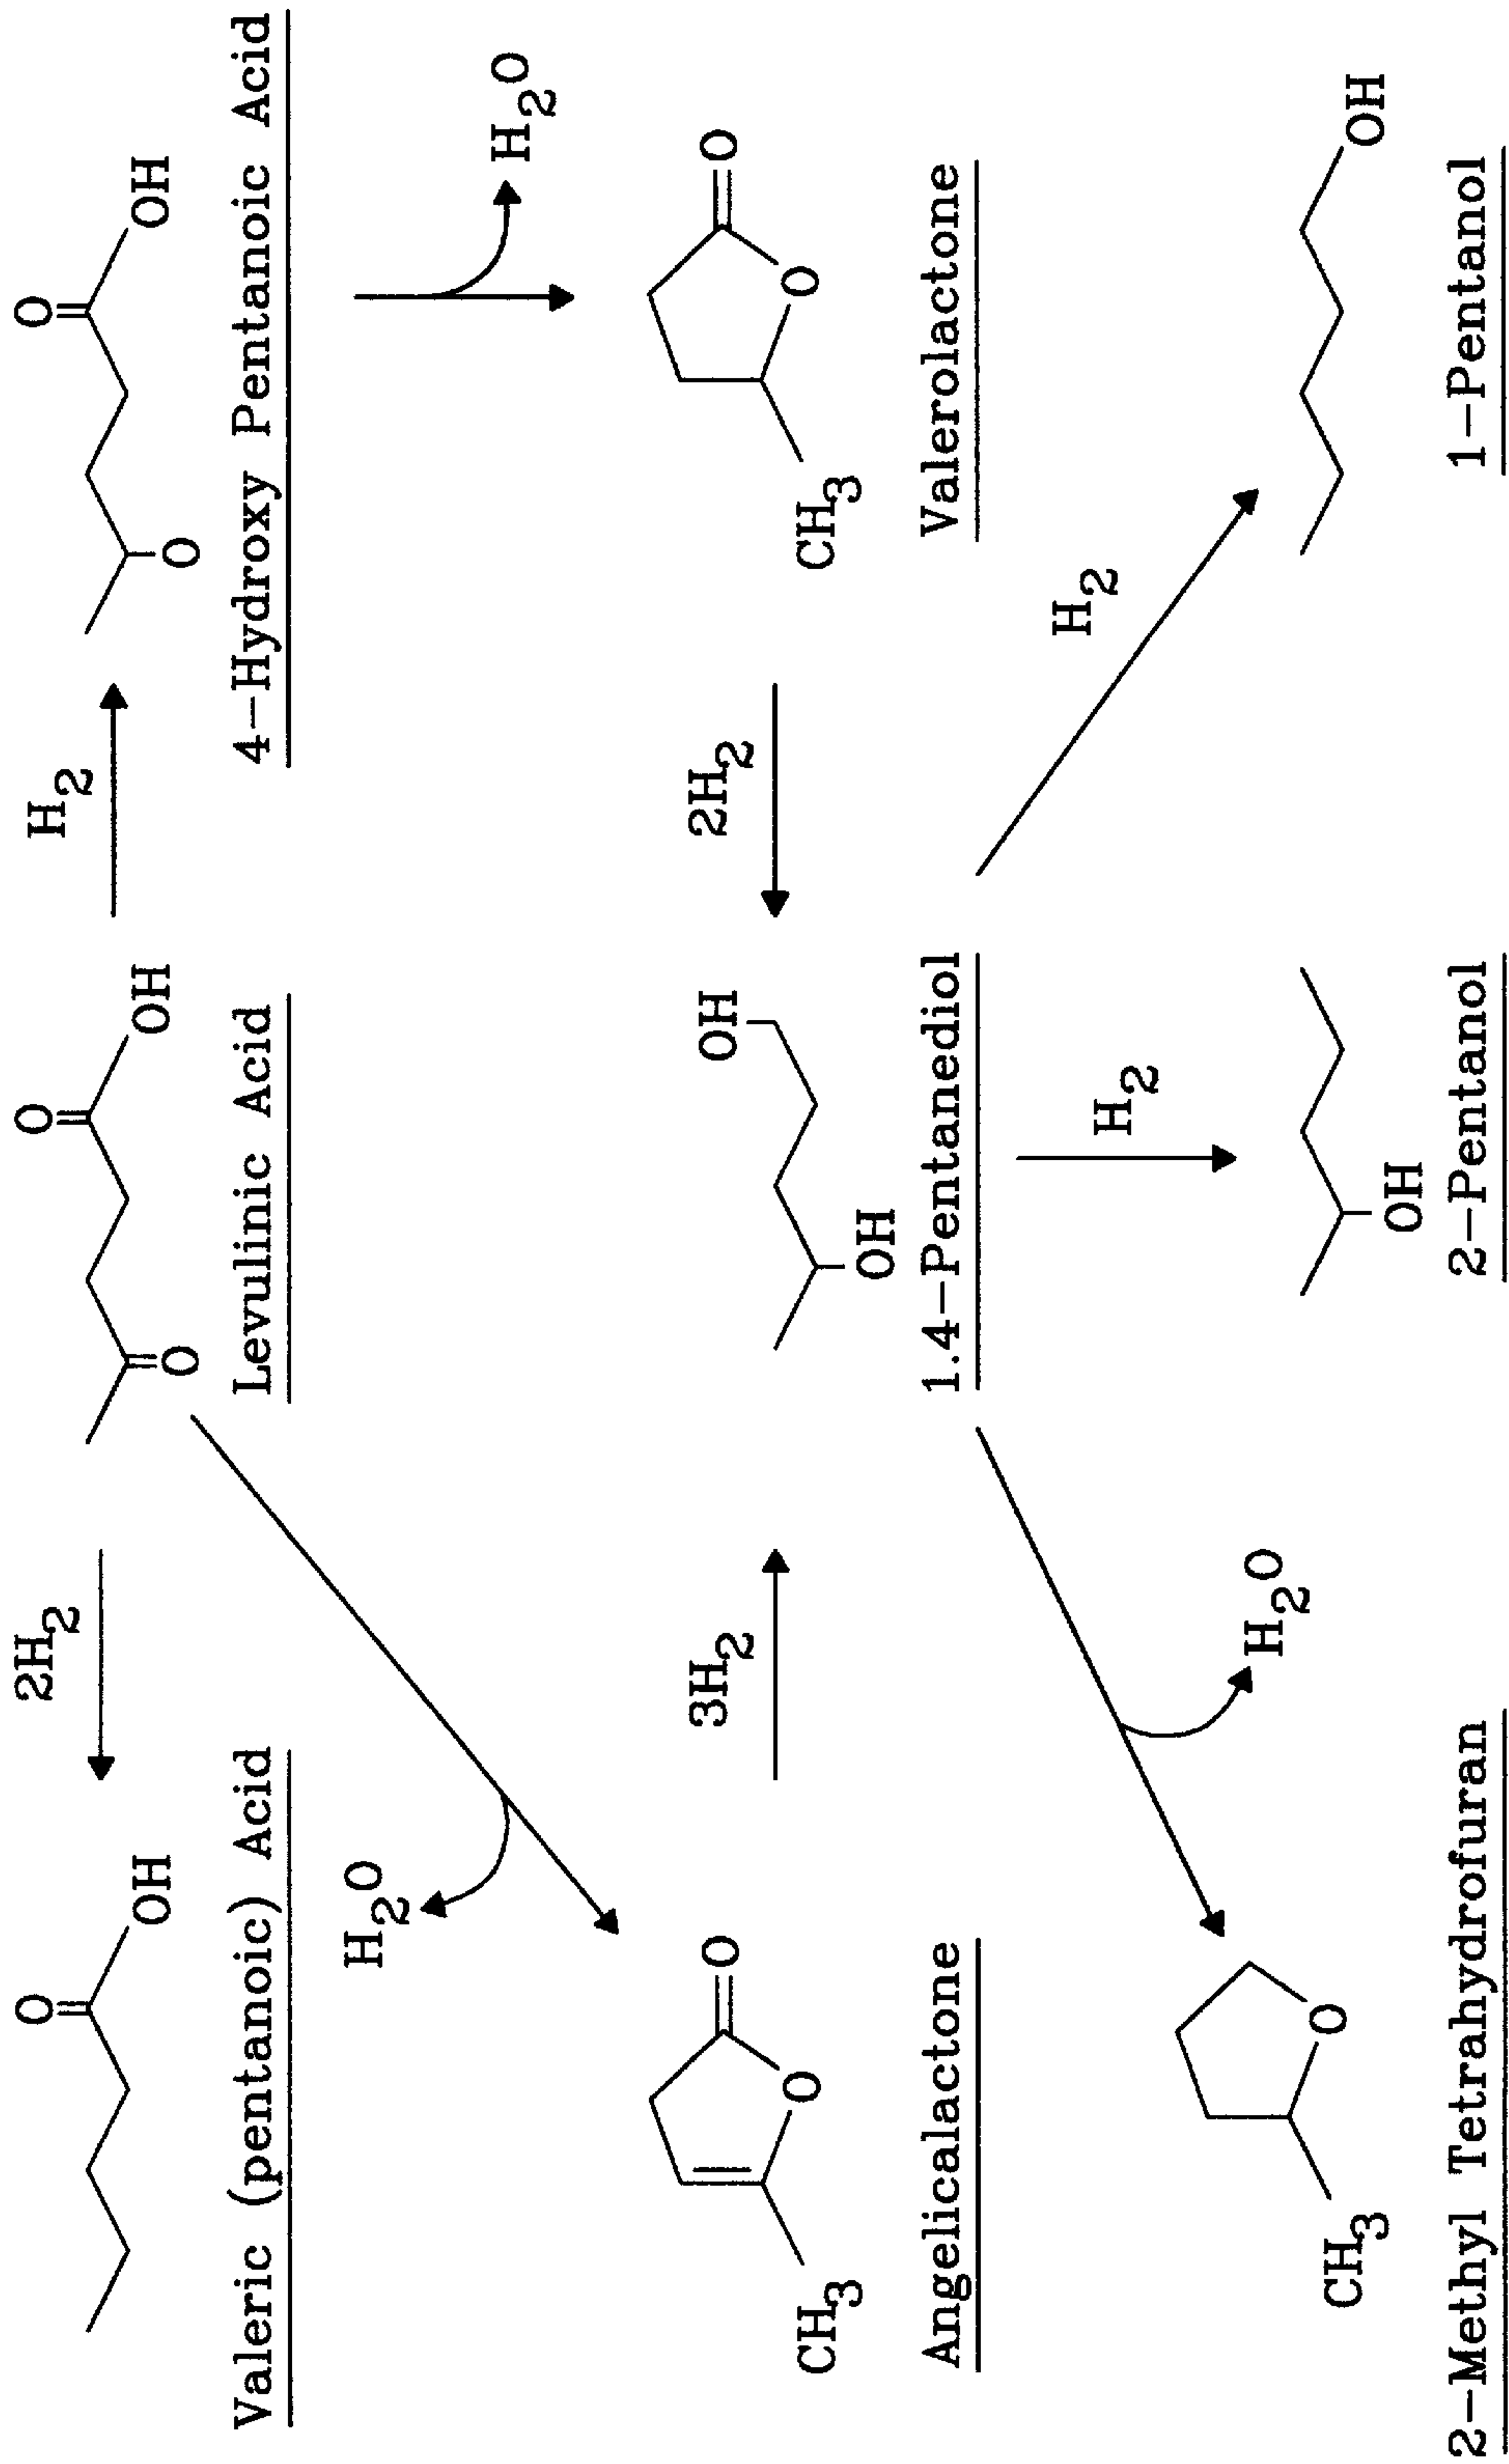 O
2H2
O
H2
O
OH
O
OH
O
OH
Valeric (pentanoic) Acid
Levulinic Acid
4-Hydroxy Pentanoic Acid
H2O
H2O
O
3H2
OH
2H2
O
O
CH3
OH
O
CH3
Angelicalactone
1.4-Pentanediol
Valerolactone
H2
H2
H2O
O
CH3
OH
OH
2-Methyl Tetrahydrofuran
2-Pentanol
1-Pentanol